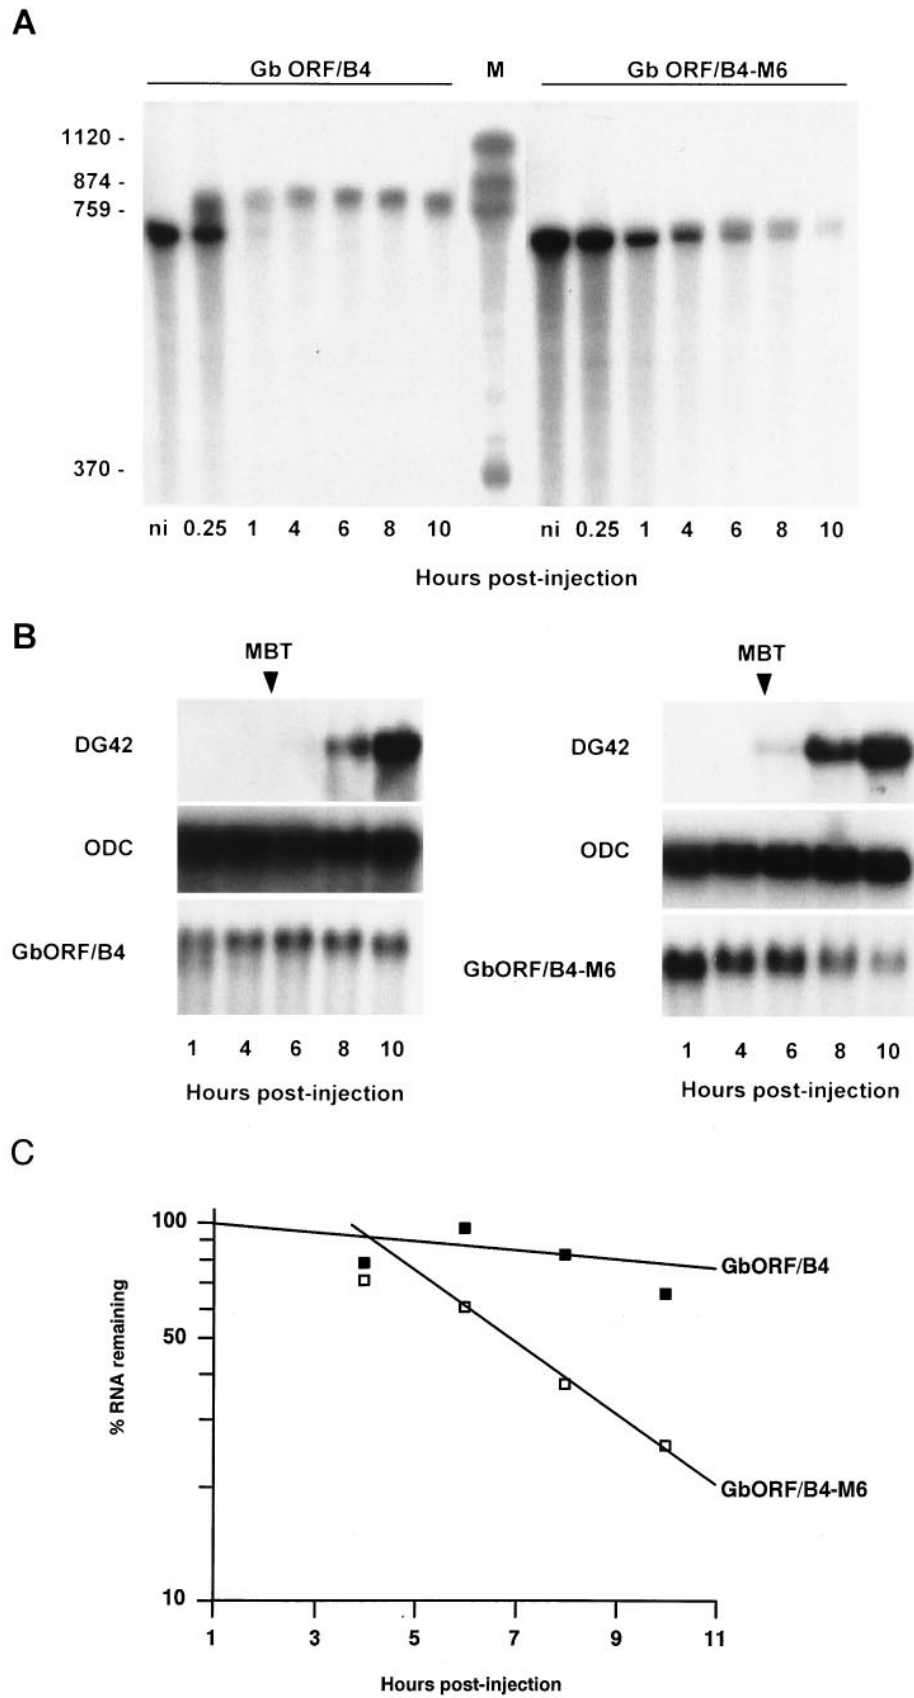 A
Gb ORF/B4 M Gb ORF/B4-M6
1120 -
874 -
759 -
370 -
ni 0.25 1 4 6 8 10 ni 0.25 1 4 6 8 10
Hours post-injection
B
MBT MBT
DG42 DG42
ODC ODC
GbORF/B4 GbORF/B4-M6
1 4 6 8 10 1 4 6 8 10
Hours post-injection Hours post-injection
C
100
50
10
% RNA remaining
GbORF/B4
GbORF/B4-M6
1 3 5 7 9 11
Hours post-injection